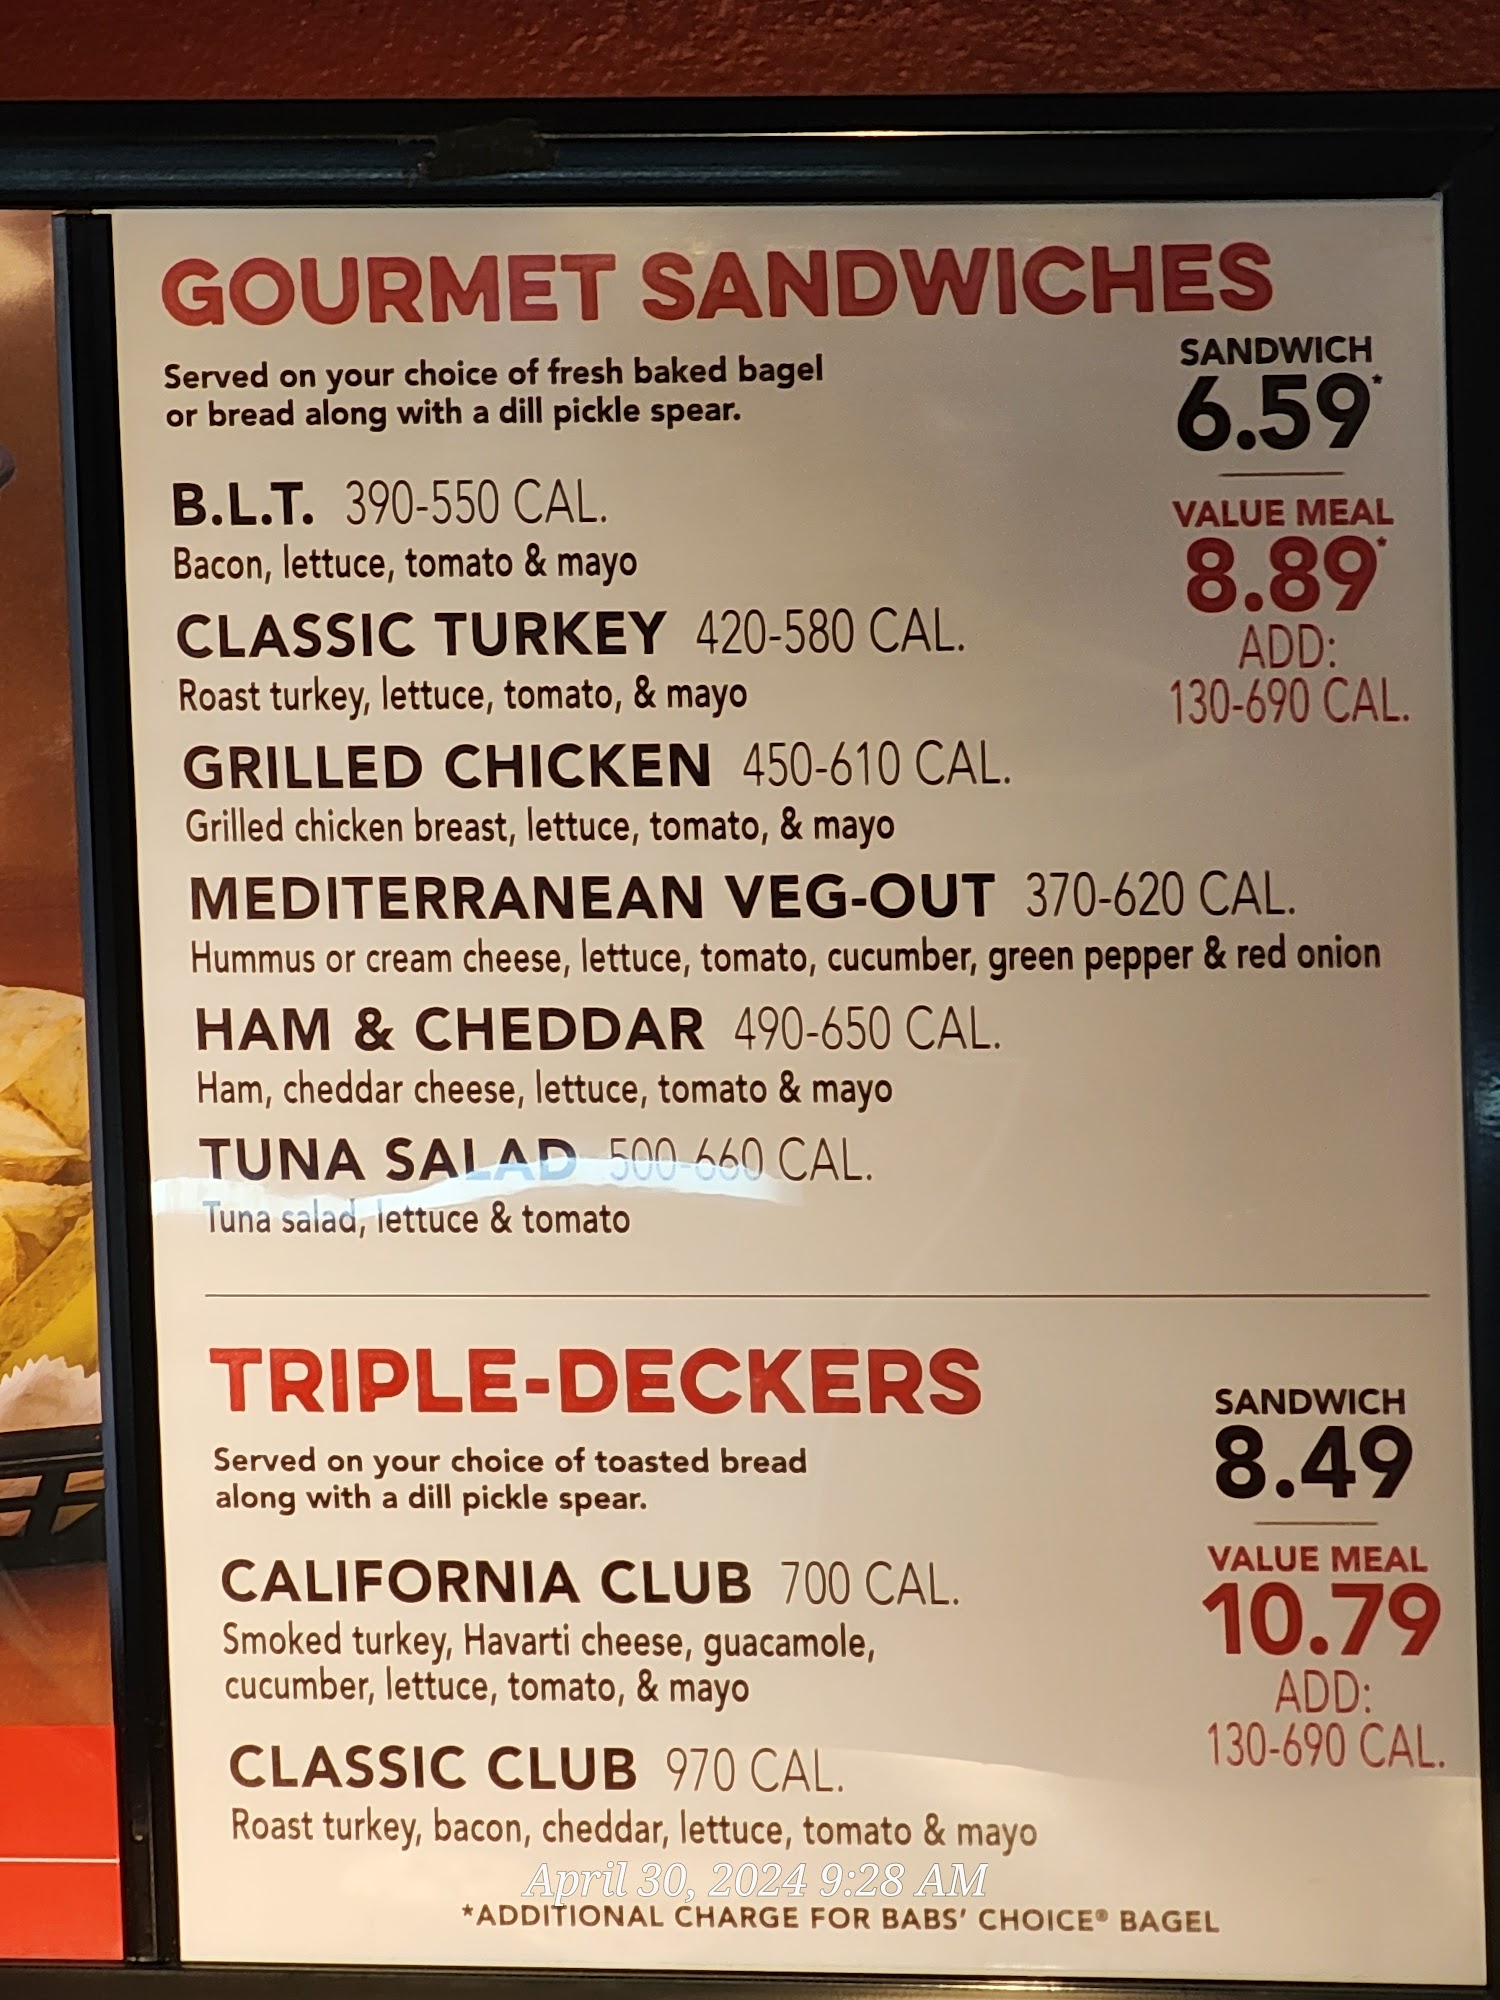 GOURMET SANDWICHES
Served on your choice of fresh baked bagel
or bread along with a dill pickle spear.
SANDWICH
6.59*
VALUE MEAL
8.89*
ADD:
130-690 CAL.
B.L.T. 390-550 CAL.
Bacon, lettuce, tomato & mayo
CLASSIC TURKEY 420-580 CAL.
Roast turkey, lettuce, tomato, & mayo
GRILLED CHICKEN 450-610 CAL.
Grilled chicken breast, lettuce, tomato, & mayo
MEDITERRANEAN VEG-OUT 370-620 CAL.
Hummus or cream cheese, lettuce, tomato, cucumber, green pepper & red onion
HAM & CHEDDAR 490-650 CAL.
Ham, cheddar cheese, lettuce, tomato & mayo
TUNA SALAD 500-660 CAL.
Tuna salad, lettuce & tomato
TRIPLE-DECKERS
Served on your choice of toasted bread
along with a dill pickle spear.
SANDWICH
8.49
VALUE MEAL
10.79
ADD:
130-690 CAL.
CALIFORNIA CLUB 700 CAL.
Smoked turkey, Havarti cheese, guacamole,
cucumber, lettuce, tomato, & mayo
CLASSIC CLUB 970 CAL.
Roast turkey, bacon, cheddar, lettuce, tomato & mayo
April 30, 2024 9:28 AM
*ADDITIONAL CHARGE FOR BABS' CHOICE® BAGEL